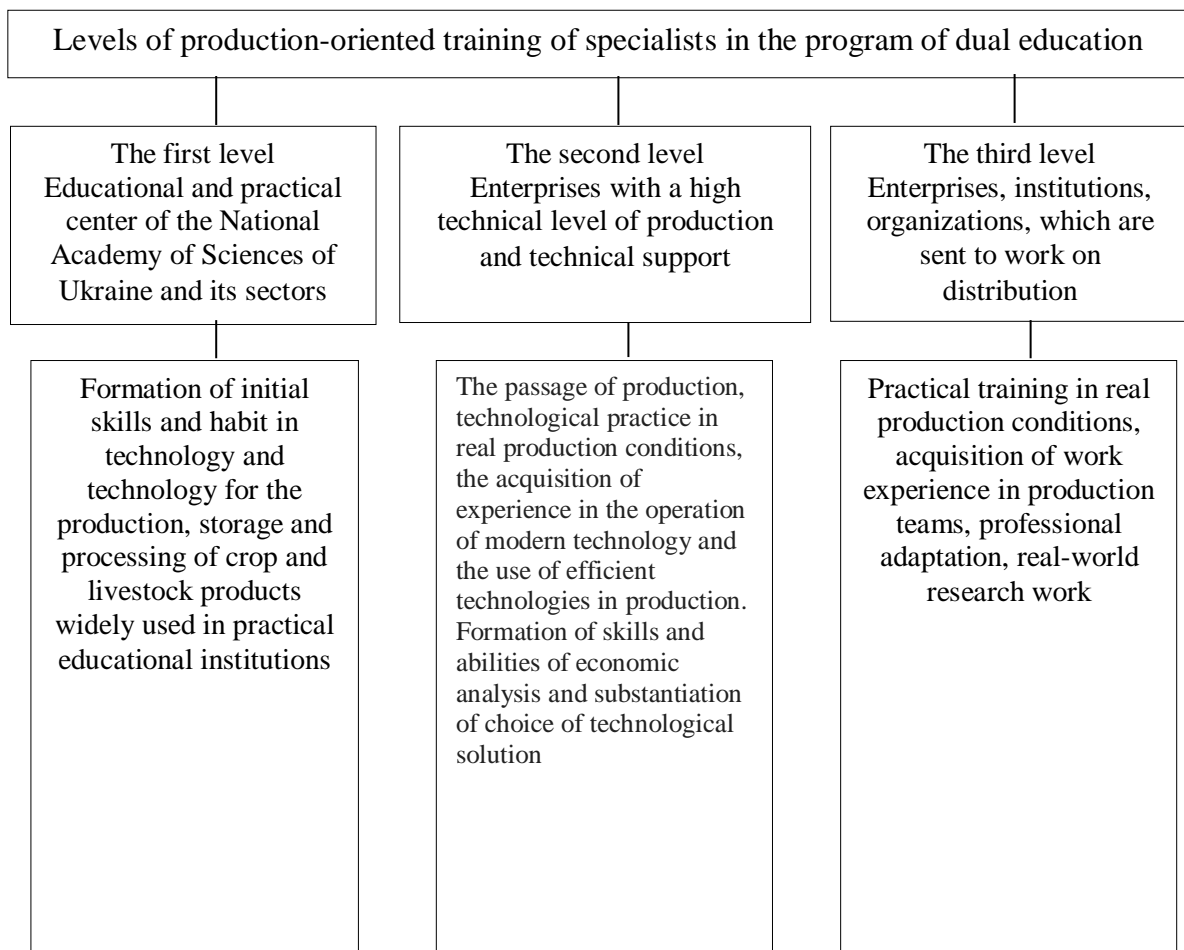 Levels of production-oriented training of specialists in the program of dual education
The first level
Educational and practical
center of the National
Academy of Sciences of
Ukraine and its sectors
The second level
Enterprises with a high
technical level of production
and technical support
The third level
Enterprises, institutions,
organizations, which are
sent to work on
distribution
Formation of initial
skills and habit in
technology and
technology for the
production, storage and
processing of crop and
livestock products
widely used in practical
educational institutions
The passage of production,
technological practice in
real production conditions,
the acquisition of
experience in the operation
of modern technology and
the use of efficient
technologies in production.
Formation of skills and
abilities of economic
analysis and substantiation
of choice of technological
solution
Practical training in real
production conditions,
acquisition of work
experience in production
teams, professional
adaptation, real-world
research work